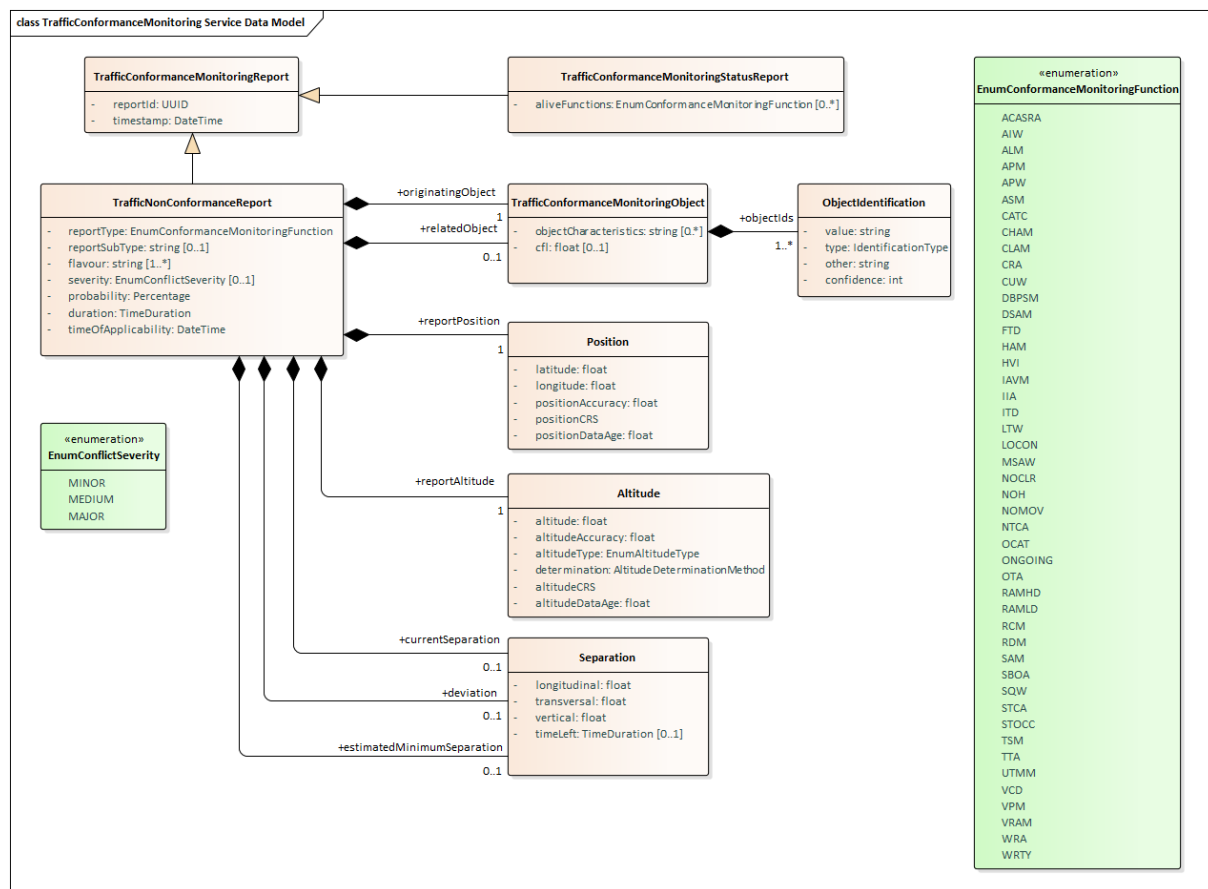 class TrafficConformanceMonitoring Service Data Model
TrafficConformanceMonitoringReport
- reportId: UUID
- timestamp: DateTime
TrafficConformanceMonitoringStatusReport
- aliveFunctions: EnumConformanceMonitoringFunction [0..*]
TrafficNonConformanceReport
- reportType: EnumConformanceMonitoringFunction
- reportSubType: string [0..1]
- flavour: string [1..*]
- severity: EnumConflictSeverity [0..1]
- probability: Percentage
- duration: TimeDuration
- timeOfApplicability: DateTime
+originatingObject
1
+relatedObject
0..1
TrafficConformanceMonitoringObject
- objectCharacteristics: string [0..*]
- cfl: float [0..1]
+objectIds
1..*
ObjectIdentification
- value: string
- type: IdentificationType
- other: string
- confidence: int
+reportPosition
1
Position
- latitude: float
- longitude: float
- positionAccuracy: float
- positionCRS
- positionDataAge: float
«enumeration»
EnumConflictSeverity
MINOR
MEDIUM
MAJOR
+reportAltitude
1
Altitude
- altitude: float
- altitudeAccuracy: float
- altitudeType: EnumAltitudeType
- determination: AltitudeDeterminationMethod
- altitudeCRS
- altitudeDataAge: float
+currentSeparation
0..1
+deviation
0..1
+estimatedMinimumSeparation
0..1
Separation
- longitudinal: float
- transversal: float
- vertical: float
- timeLeft: TimeDuration [0..1]
«enumeration»
EnumConformanceMonitoringFunction
ACASRA
AIW
ALM
APM
APW
ASM
CATC
CHAM
CLAM
CRA
CUW
DBPSM
DSAM
FTD
HAM
HVI
IAVM
IIA
ITD
LTW
LOCON
MSAW
NOCLR
NOH
NOMOV
NTCA
OCAT
ONGOING
OTA
RAMHD
RAMLD
RCM
RDM
SAM
SBOA
SQW
STCA
STOCC
TSM
TTA
UTMM
VCD
VPM
VRAM
WRA
WRTY